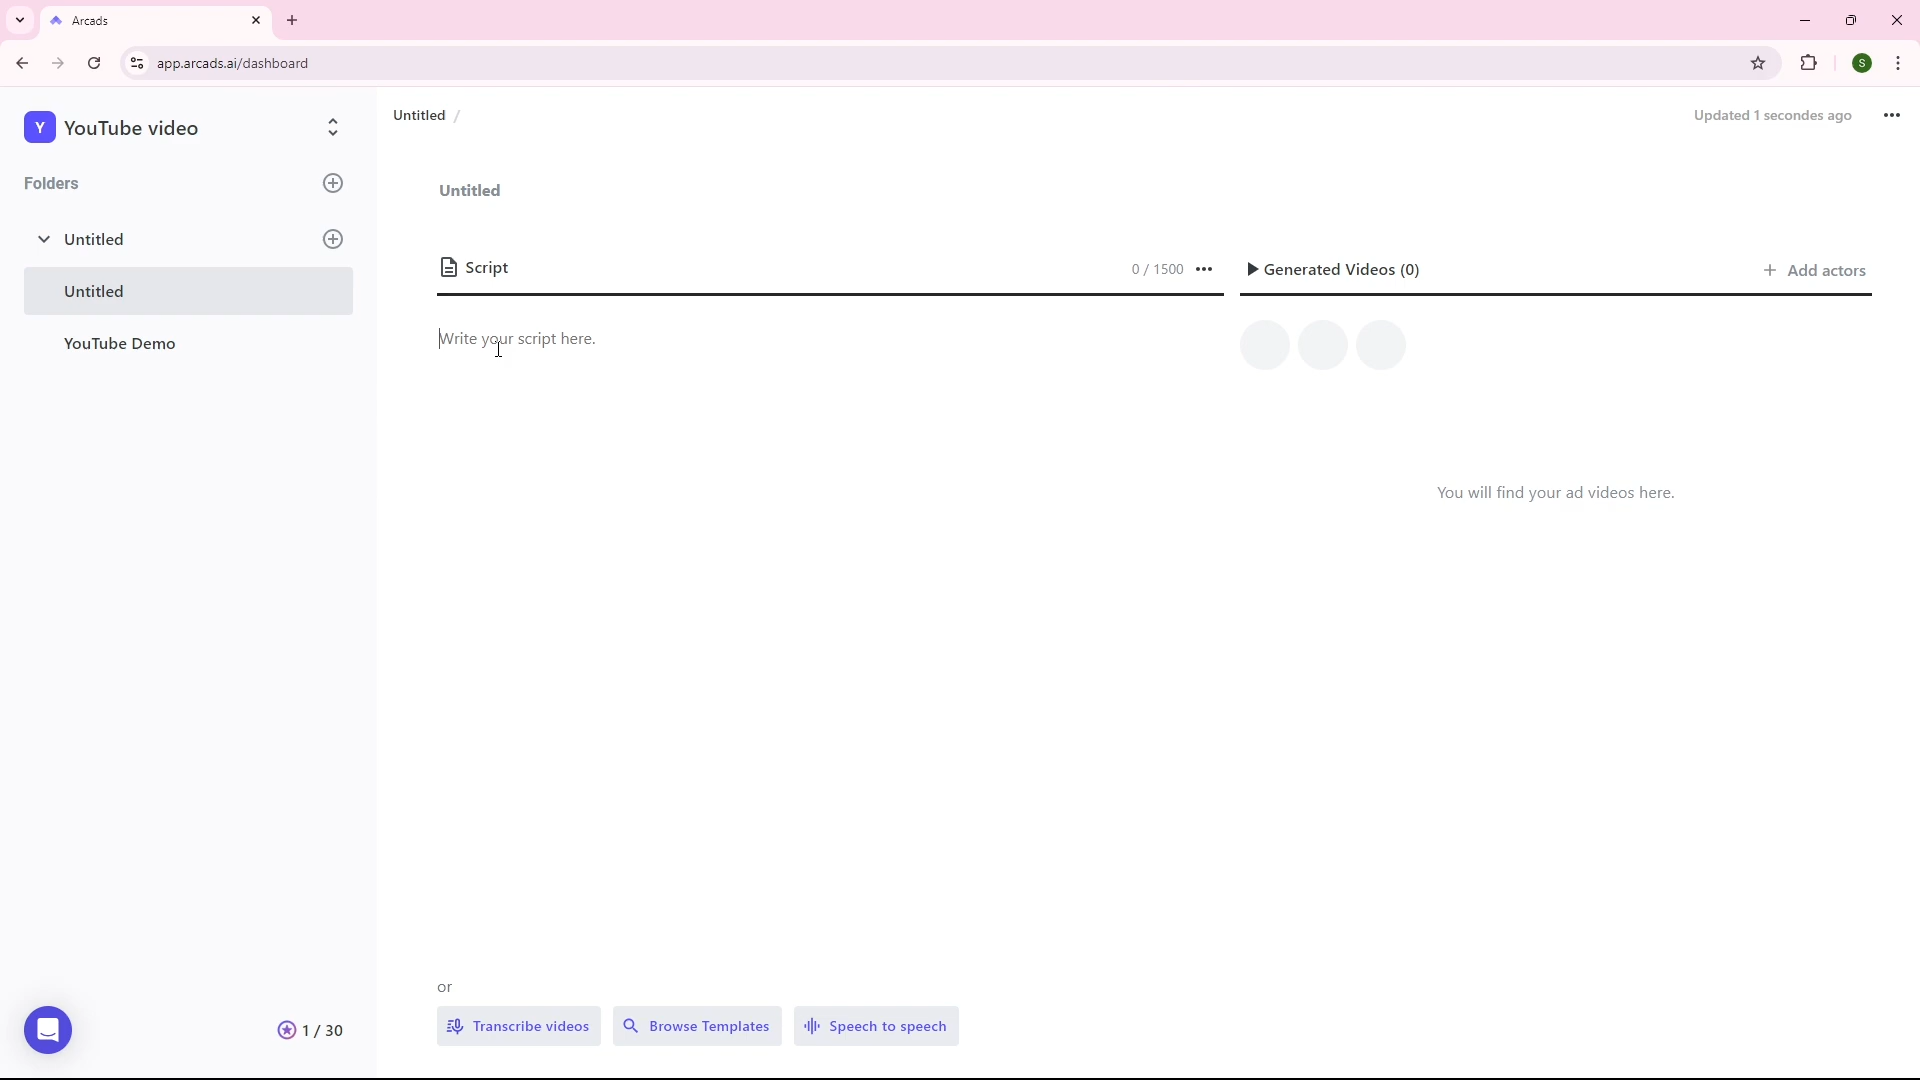 Arcads
app.arcads.ai/dashboard
S
Y YouTube video
Untitled /
Updated 1 secondes ago
Folders
Untitled
Untitled
Untitled
YouTube Demo
Script
0 / 1500
Generated Videos (0)
+ Add actors
Write your script here.
You will find your ad videos here.
or
Transcribe videos
Browse Templates
Speech to speech
1 / 30